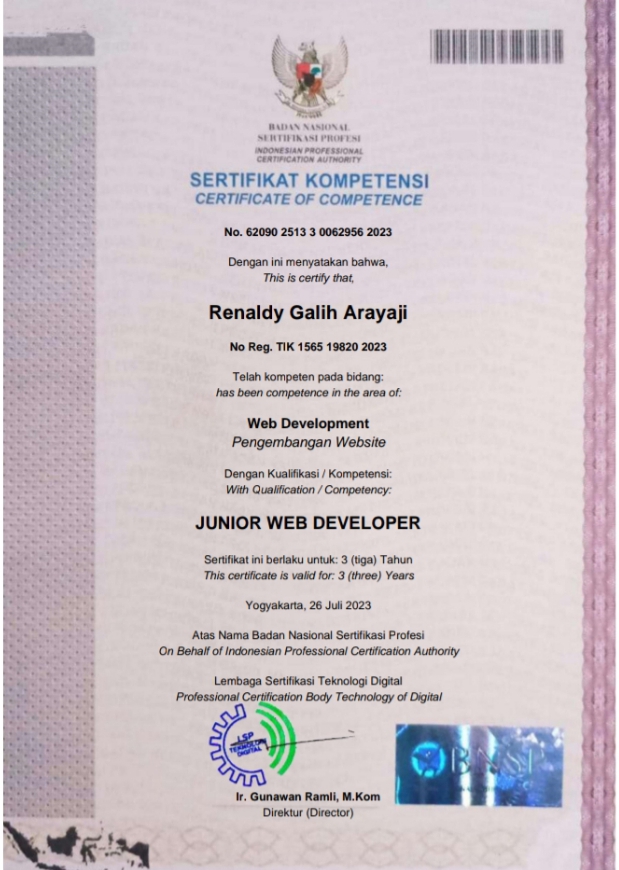 BADAN NASIONAL
SERTIFIKASI PROFESI
INDONESIAN PROFESSIONAL
CERTIFICATION AUTHORITY
SERTIFIKAT KOMPETENSI
CERTIFICATE OF COMPETENCE
No. 62090 2513 3 0062956 2023
Dengan ini menyatakan bahwa,
This is certify that,
Renaldy Galih Arayaji
No Reg. TIK 1565 19820 2023
Telah kompeten pada bidang:
has been competence in the area of:
Web Development
Pengembangan Website
Dengan Kualifikasi / Kompetensi:
With Qualification / Competency:
JUNIOR WEB DEVELOPER
Sertifikat ini berlaku untuk: 3 (tiga) Tahun
This certificate is valid for: 3 (three) Years
Yogyakarta, 26 Juli 2023
Atas Nama Badan Nasional Sertifikasi Profesi
On Behalf of Indonesian Professional Certification Authority
Lembaga Sertifikasi Teknologi Digital
Professional Certification Body Technology of Digital
LSP
TEKNOLOGI
DIGITAL
BNSP
Ir. Gunawan Ramli, M.Kom
Direktur (Director)